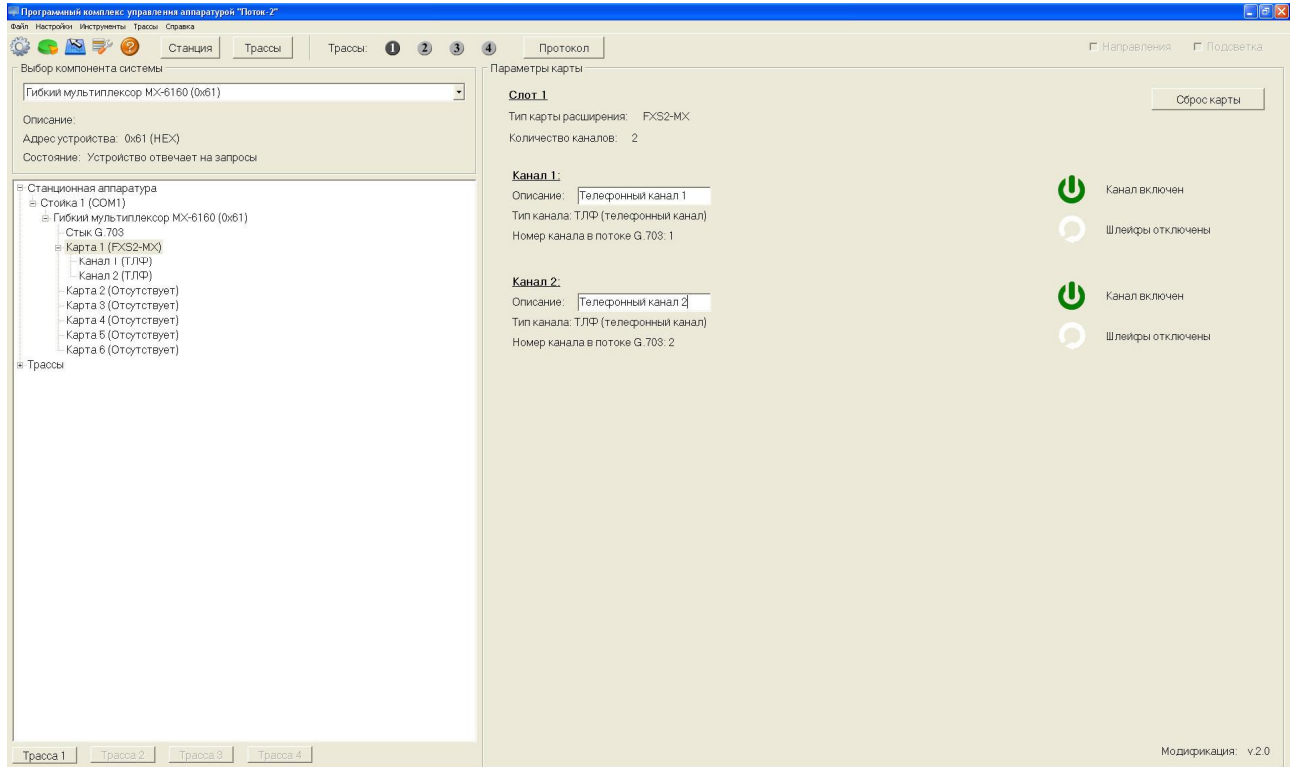 Программный комплекс управления аппаратурой "Поток-2"
Файл Настройки Инструменты Трассы Справка
Станция Трассы Трассы: 1 2 3 4 Протокол Направления Подсветка
Выбор компонента системы
Гибкий мультиплексор MX-6160 (0x61)
Описание:
Адрес устройства: 0x61 (HEX)
Состояние: Устройство отвечает на запросы
Станционная аппаратура
Стойка 1 (COM1)
Гибкий мультиплексор MX-6160 (0x61)
Стык G.703
Карта 1 (FXS2-MX)
Канал 1 (ТЛФ)
Канал 2 (ТЛФ)
Карта 2 (Отсутствует)
Карта 3 (Отсутствует)
Карта 4 (Отсутствует)
Карта 5 (Отсутствует)
Карта 6 (Отсутствует)
Трассы
Трасса 1 Трасса 2 Трасса 3 Трасса 4
Параметры карты
Слот 1
Сброс карты
Тип карты расширения: FXS2-MX
Количество каналов: 2
Канал 1:
Описание: Телефонный канал 1
Канал включен
Тип канала: ТЛФ (телефонный канал)
Номер канала в потоке G.703: 1
Шлейфы отключены
Канал 2:
Описание: Телефонный канал 2
Канал включен
Тип канала: ТЛФ (телефонный канал)
Номер канала в потоке G.703: 2
Шлейфы отключены
Модификация: v.2.0